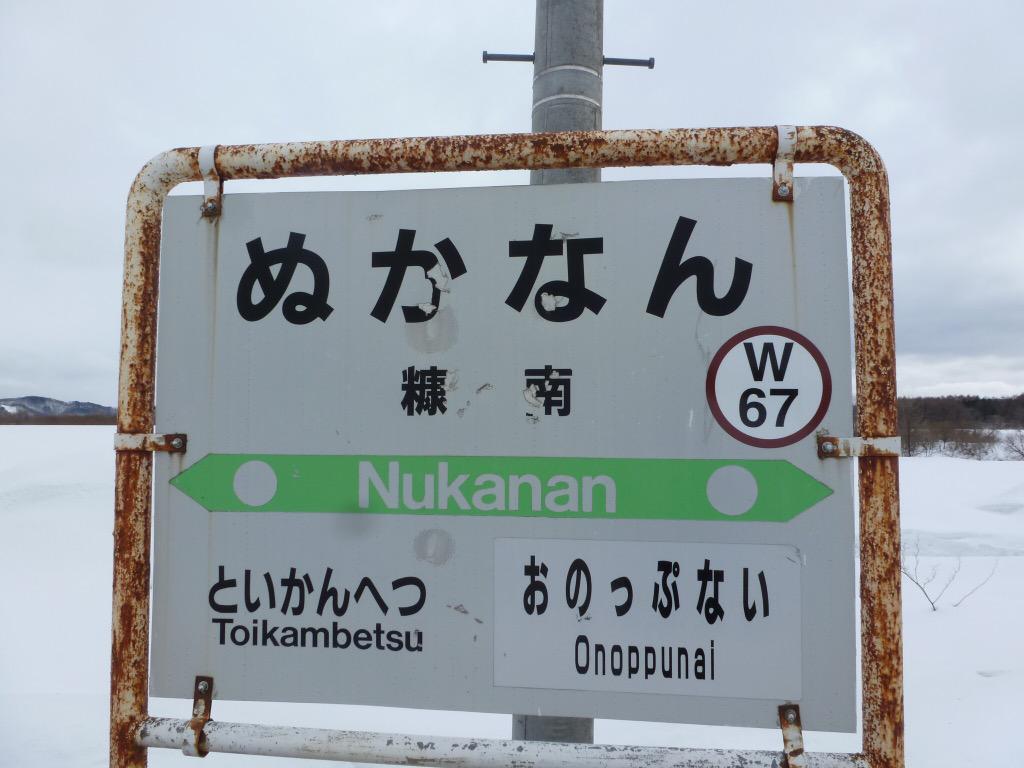 ぬかなん
糠南
W
67
Nukanan
といかんへつ
Toikambetsu
おのっぷない
Onoppunai